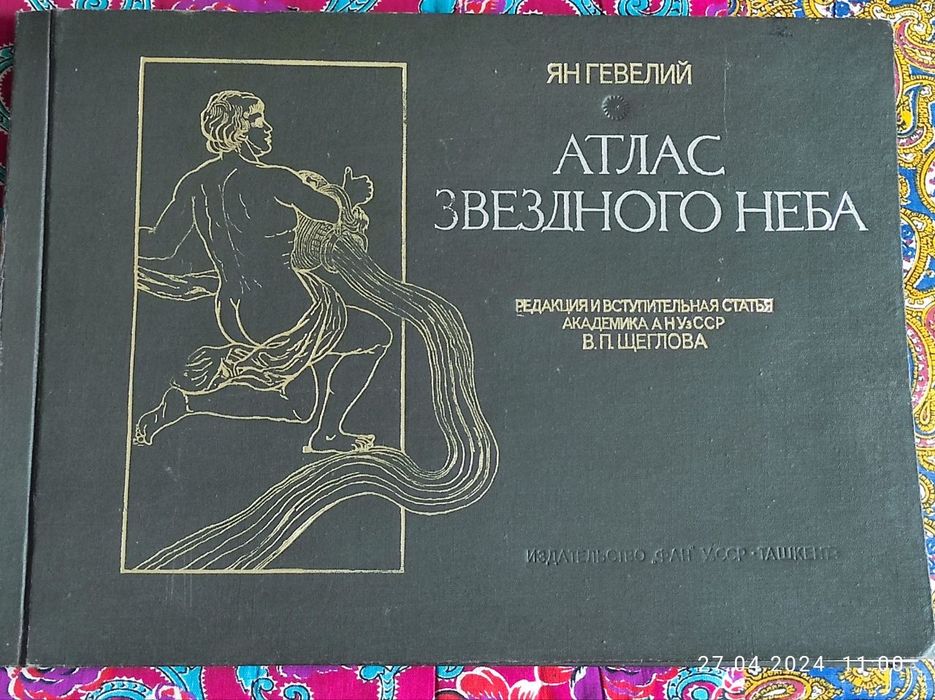 ЯН ГЕВЕЛИЙ
АТЛАС
ЗВЕЗДНОГО НЕБА
РЕДАКЦИЯ И ВСТУПИТЕЛЬНАЯ СТАТЬЯ
АКАДЕМИКА АН УзССР
В.П. ЩЕГЛОВА
ИЗДАТЕЛЬСТВО „ФАН" УзССР · ТАШКЕНТ
27.04.2024 11:00